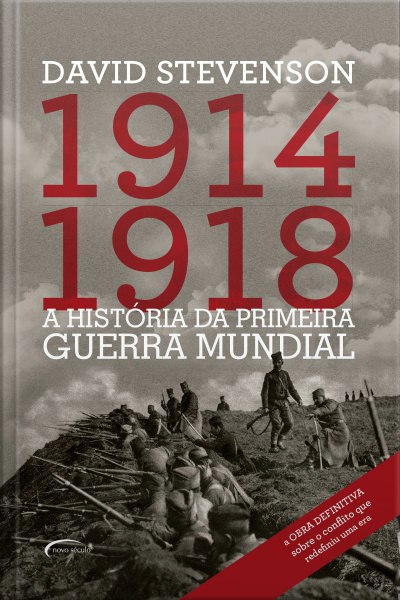 DAVID STEVENSON
1914
1918
A HISTÓRIA DA PRIMEIRA
GUERRA MUNDIAL
a OBRA DEFINITIVA
sobre o conflito que
redefiniu uma era
novo século